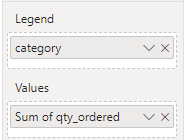 Legend
category
Values
Sum of qty_ordered